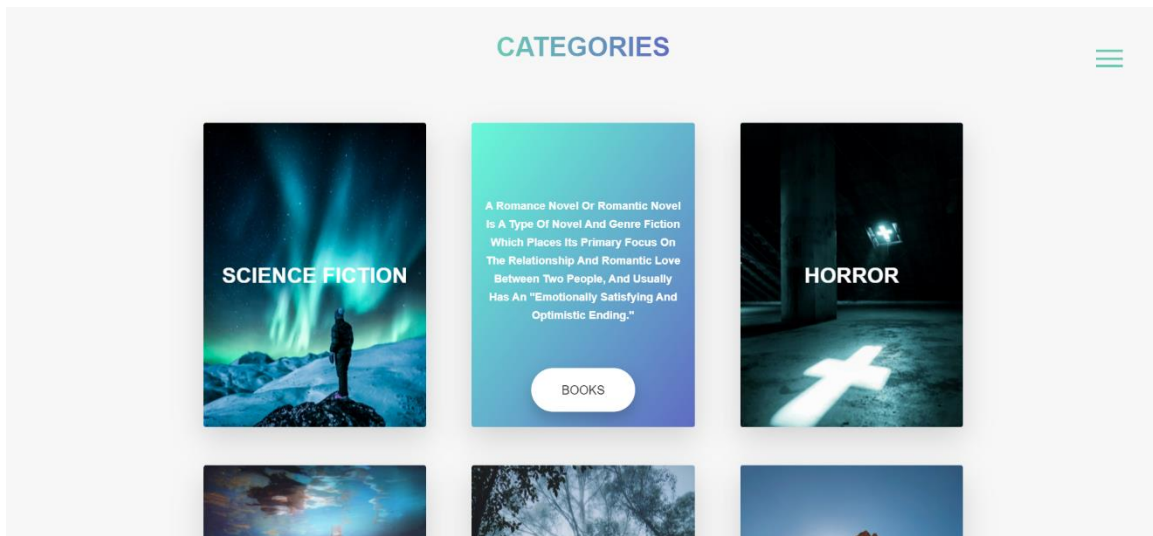 CATEGORIES
SCIENCE FICTION
A Romance Novel Or Romantic Novel
Is A Type Of Novel And Genre Fiction
Which Places Its Primary Focus On
The Relationship And Romantic Love
Between Two People, And Usually
Has An "Emotionally Satisfying And
Optimistic Ending."
BOOKS
HORROR